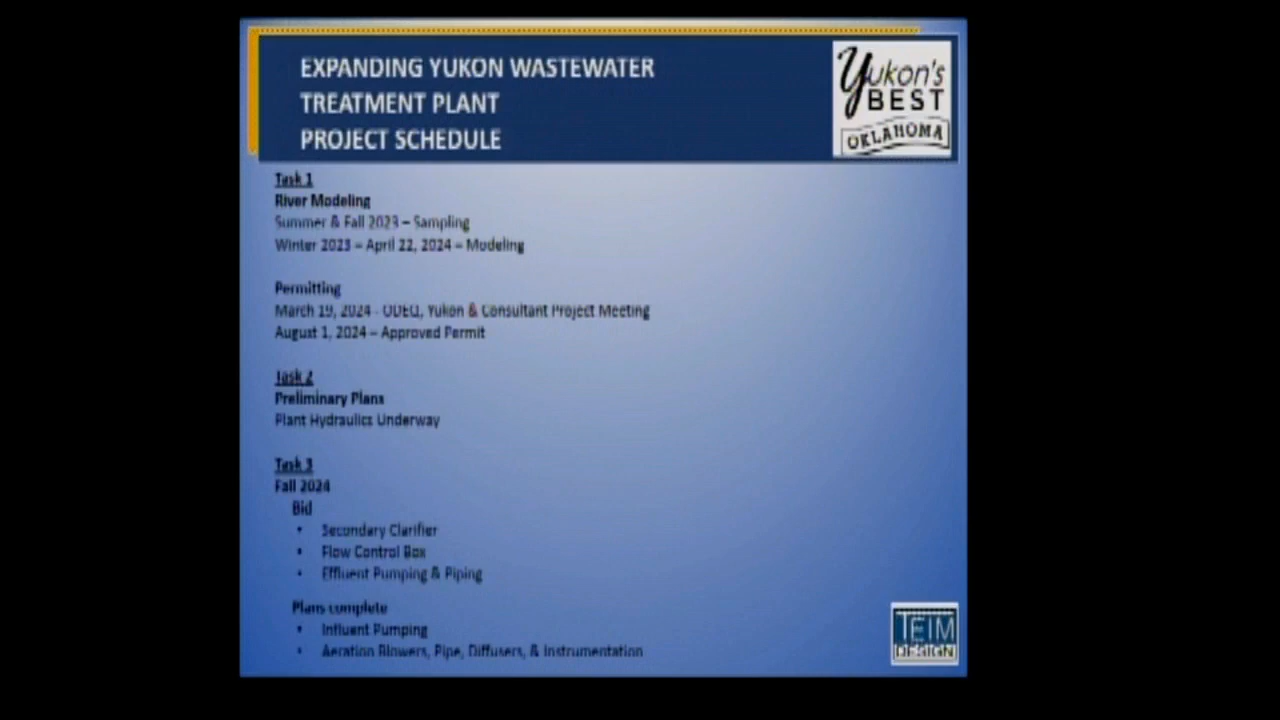 EXPANDING YUKON WASTEWATER
TREATMENT PLANT
PROJECT SCHEDULE
Yukon's
BEST
OKLAHOMA
Task 1
River Modeling
Summer & Fall 2023 – Sampling
Winter 2023 – April 22, 2024 – Modeling
Permitting
March 19, 2024 - ODEQ, Yukon & Consultant Project Meeting
August 1, 2024 – Approved Permit
Task 2
Preliminary Plans
Plant Hydraulics Underway
Task 3
Fall 2024
Bid
• Secondary Clarifier
• Flow Control Box
• Effluent Pumping & Piping
Plans complete
• Influent Pumping
• Aeration Blowers, Pipe, Diffusers, & Instrumentation
TEIM
DESIGN